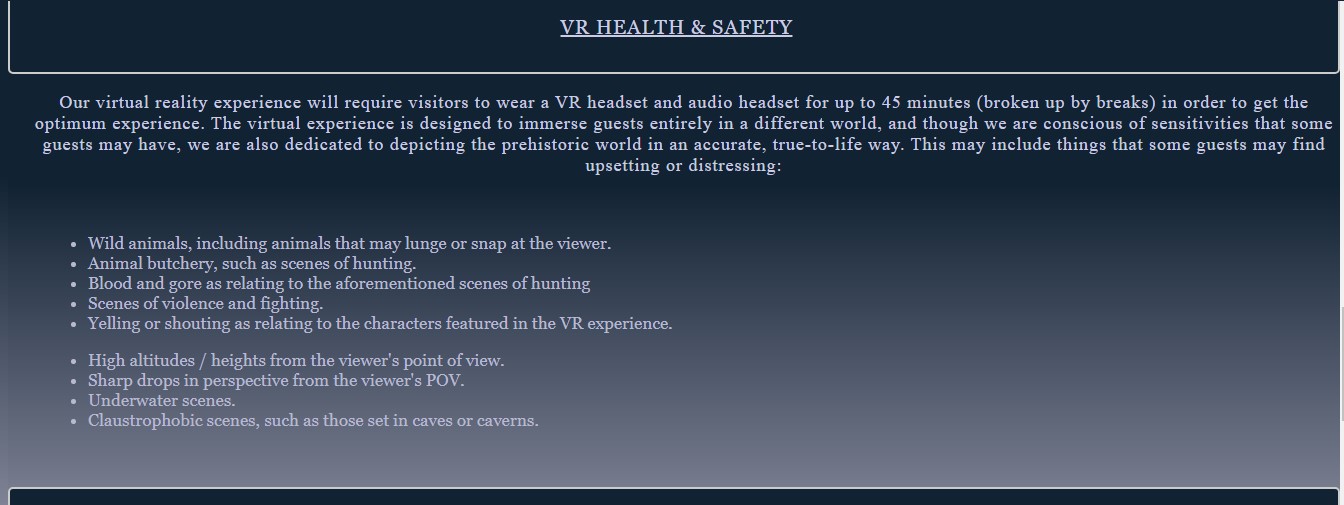 VR HEALTH & SAFETY
Our virtual reality experience will require visitors to wear a VR headset and audio headset for up to 45 minutes (broken up by breaks) in order to get the
optimum experience. The virtual experience is designed to immerse guests entirely in a different world, and though we are conscious of sensitivities that some
guests may have, we are also dedicated to depicting the prehistoric world in an accurate, true-to-life way. This may include things that some guests may find
upsetting or distressing:
• Wild animals, including animals that may lunge or snap at the viewer.
• Animal butchery, such as scenes of hunting.
• Blood and gore as relating to the aforementioned scenes of hunting
• Scenes of violence and fighting.
• Yelling or shouting as relating to the characters featured in the VR experience.
• High altitudes / heights from the viewer's point of view.
• Sharp drops in perspective from the viewer's POV.
• Underwater scenes.
• Claustrophobic scenes, such as those set in caves or caverns.